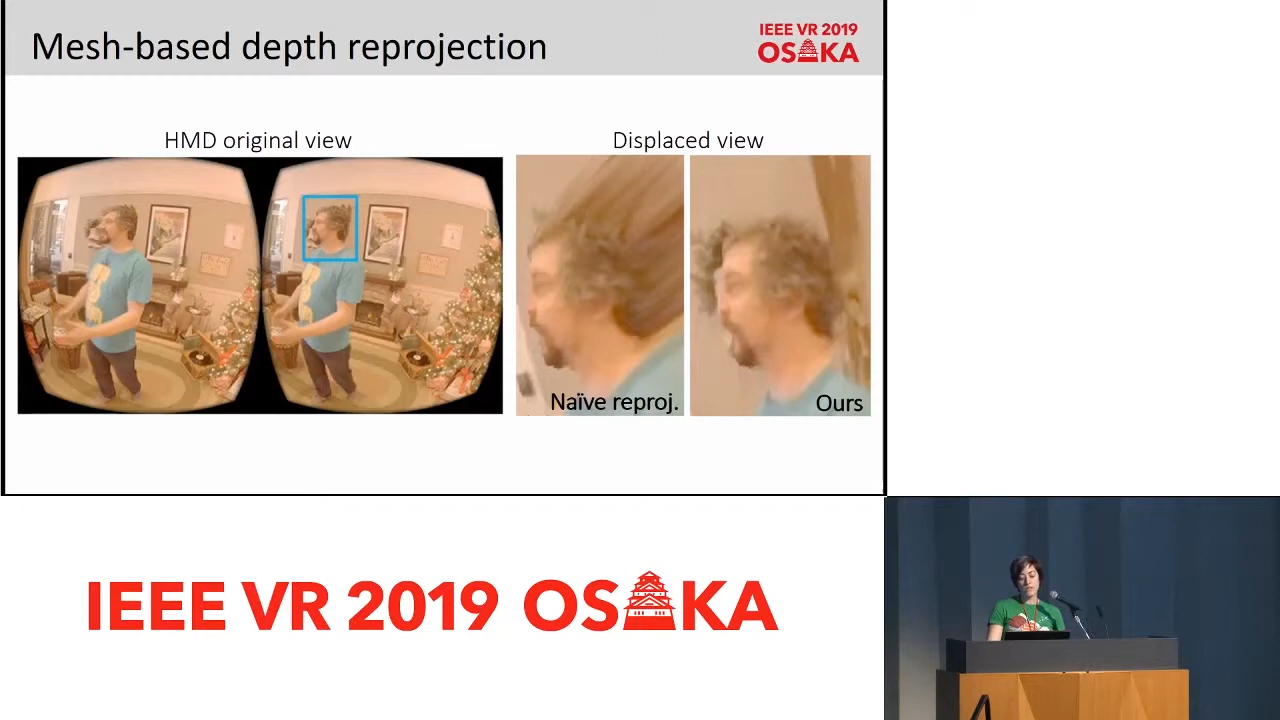 Mesh-based depth reprojection
IEEE VR 2019
OSAKA
HMD original view
Displaced view
Naïve reproj.
Ours
IEEE VR 2019 OSAKA